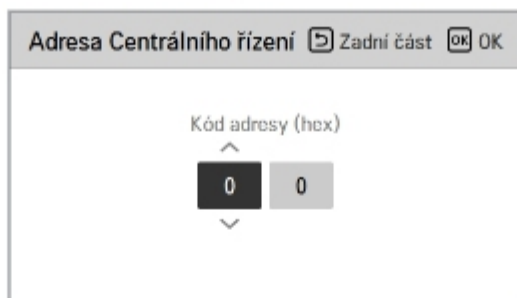 Adresa Centrálního řízení Zadní část OK OK
Kód adresy (hex)
0 0